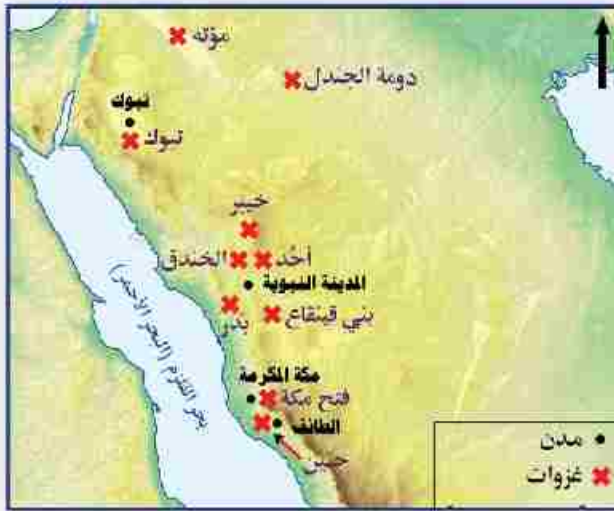 مؤته
دومة الجندل
تبوك
تبوك
خيبر
أحُد
الخندق
المدينة النبوية
بدر
بني قينقاع
مكة المكرمة
فتح مكة
الطائف
حنين
بحر القلزم (البحر الأحمر)
مدن
غزوات